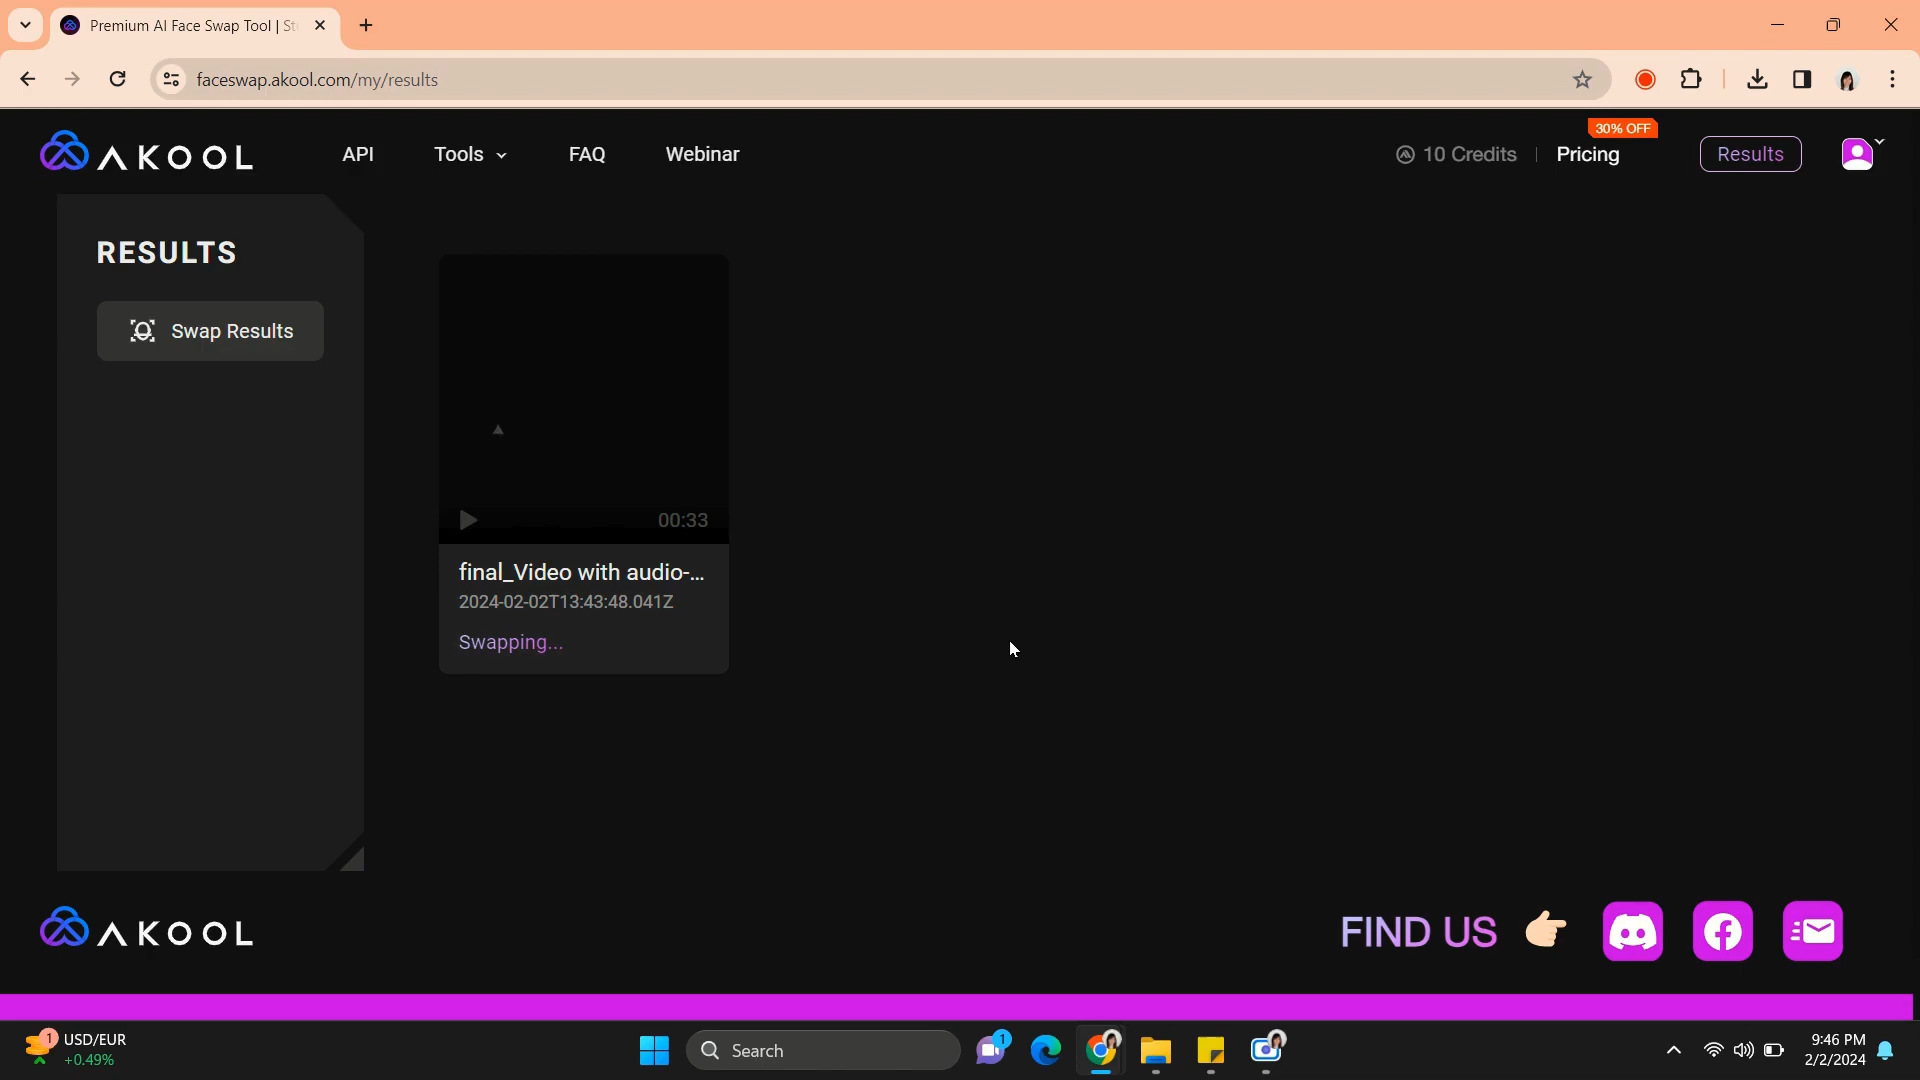 Premium AI Face Swap Tool | St
faceswap.akool.com/my/results
AKOOL
API
Tools
FAQ
Webinar
10 Credits
30% OFF
Pricing
Results
RESULTS
Swap Results
00:33
final_Video with audio-...
2024-02-02T13:43:48.041Z
Swapping...
AKOOL
FIND US
1
USD/EUR
+0.49%
Search
1
9:46 PM
2/2/2024